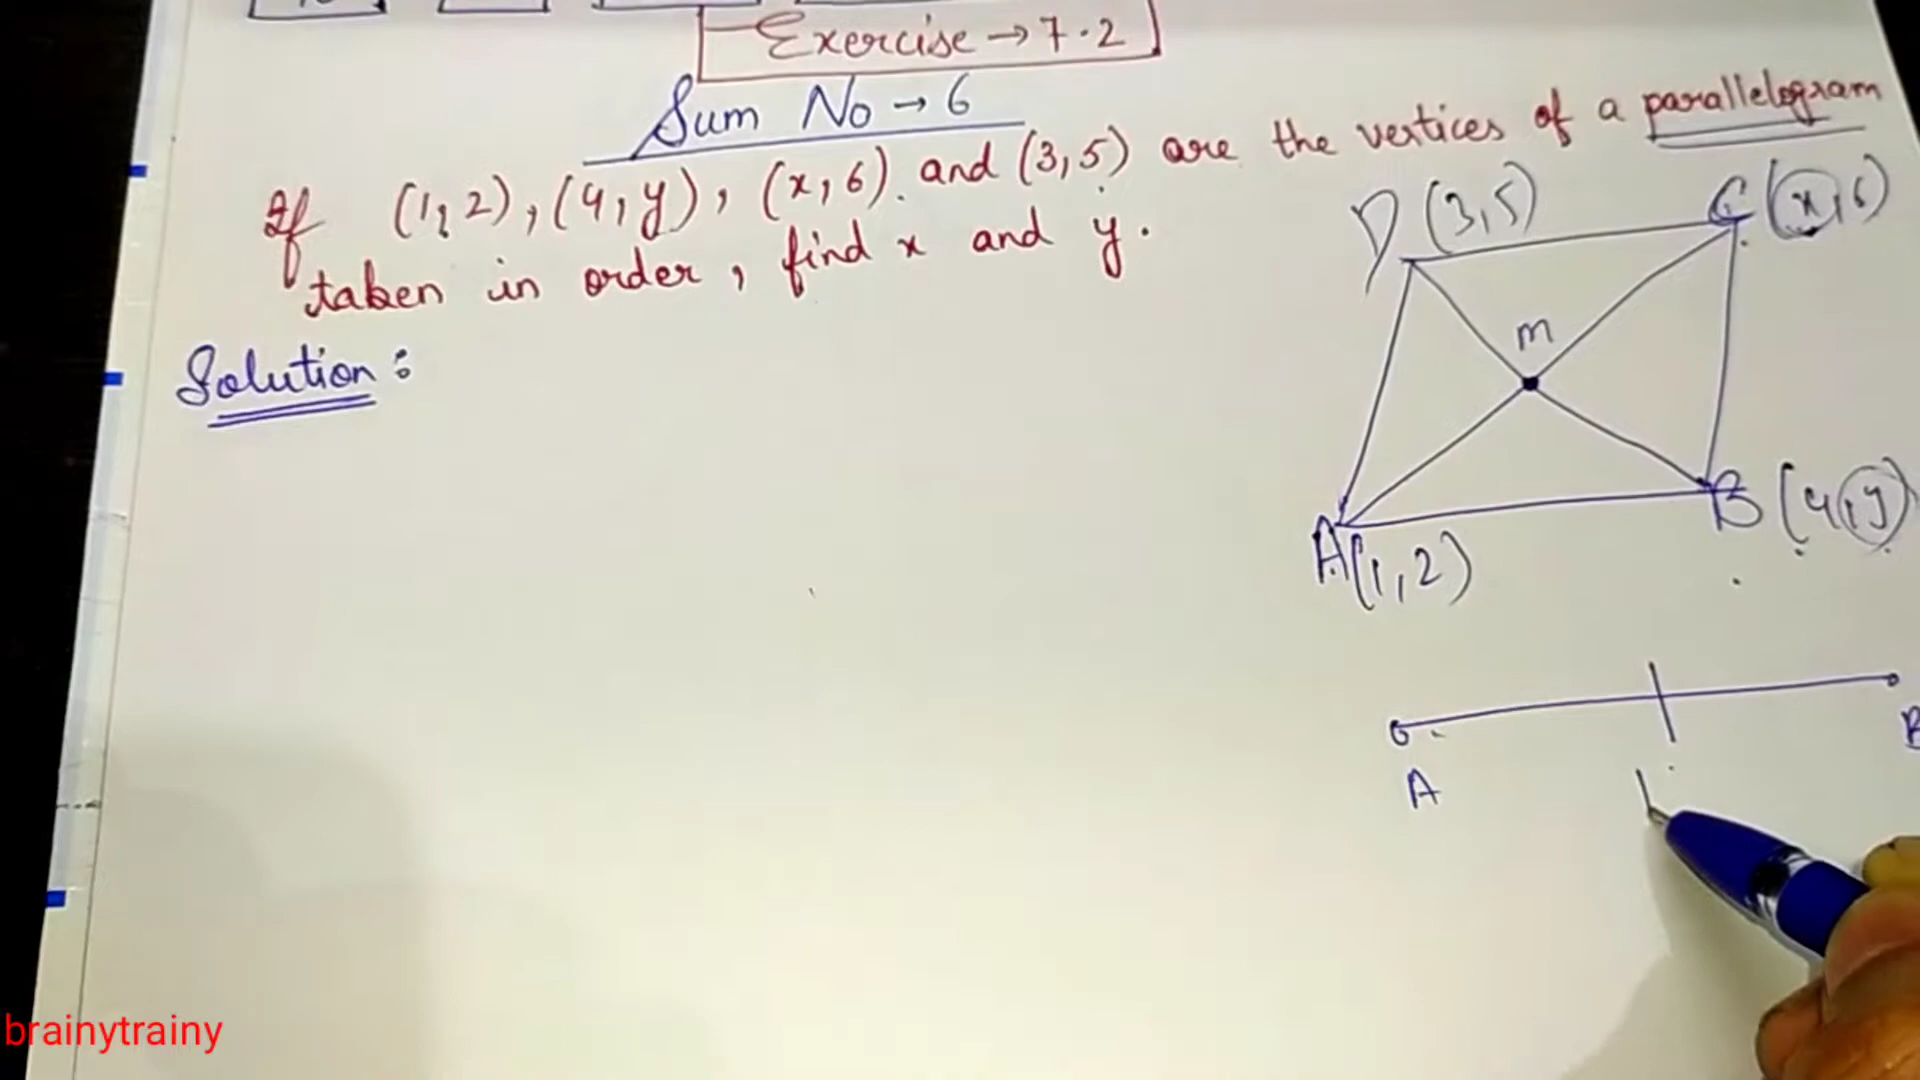 Exercise → 7.2
Sum No → 6
If (1,2), (4,y), (x,6) and (3,5) are the vertices of a parallelogram
taken in order, find x and y.
Solution:
D (3,5)
C (x,6)
m
B (4,y)
A (1,2)
A
B
brainytrainy